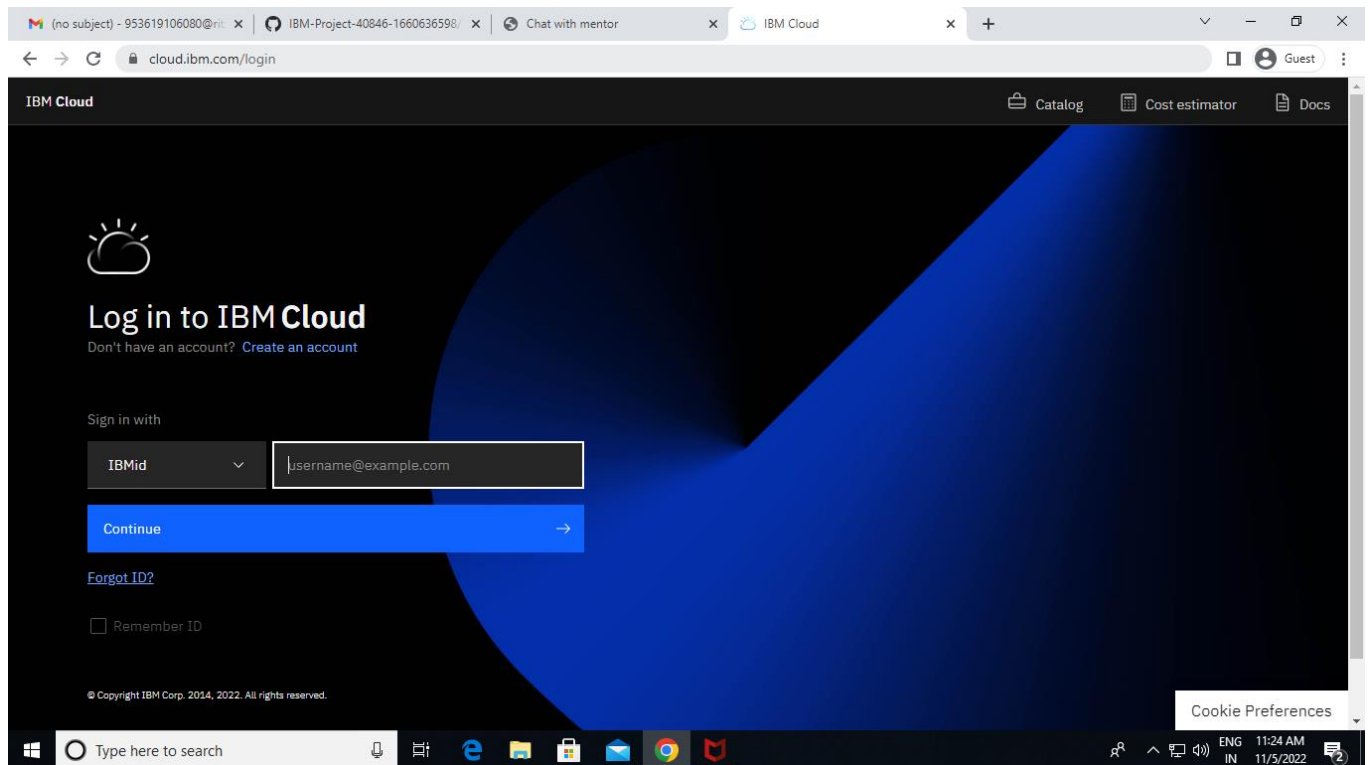 (no subject) - 953619106080@rit
IBM-Project-40846-1660636598/
Chat with mentor
IBM Cloud
cloud.ibm.com/login
Guest
IBM Cloud
Catalog
Cost estimator
Docs
Log in to IBM Cloud
Don't have an account? Create an account
Sign in with
IBMid
username@example.com
Continue
Forgot ID?
Remember ID
© Copyright IBM Corp. 2014, 2022. All rights reserved.
Cookie Preferences
Type here to search
ENG
IN
11:24 AM
11/5/2022
2